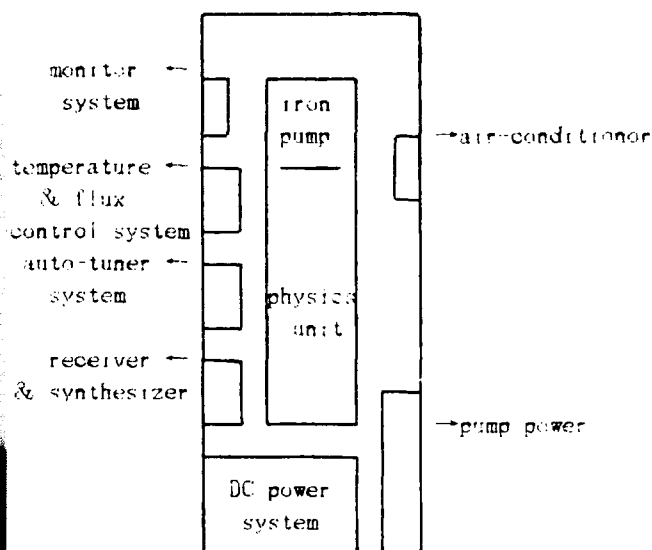 monitor
system
temperature
& flux
control system
auto-tuner
system
receiver
& synthesizer
iron
pump
physics
unit
DC power
system
air-conditionor
pump power